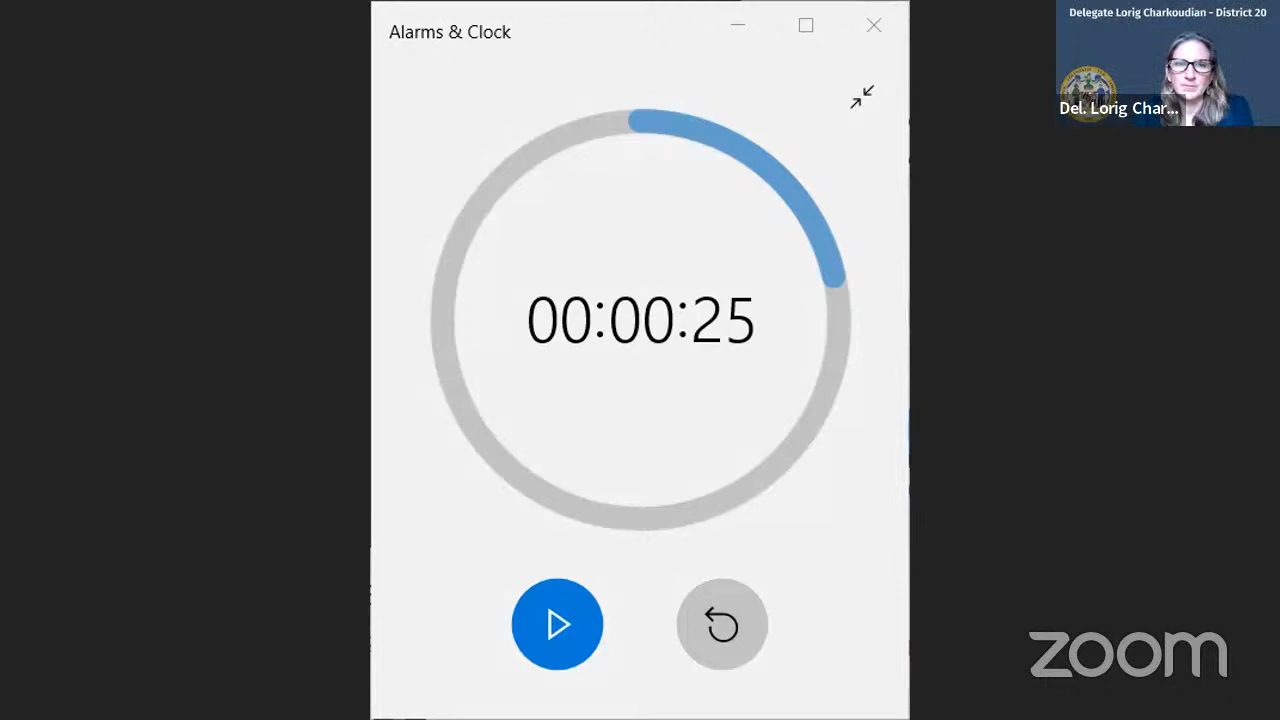 Alarms & Clock
Delegate Lorig Charkoudian - District 20
Del. Lorig Char...
00:00:25
zoom